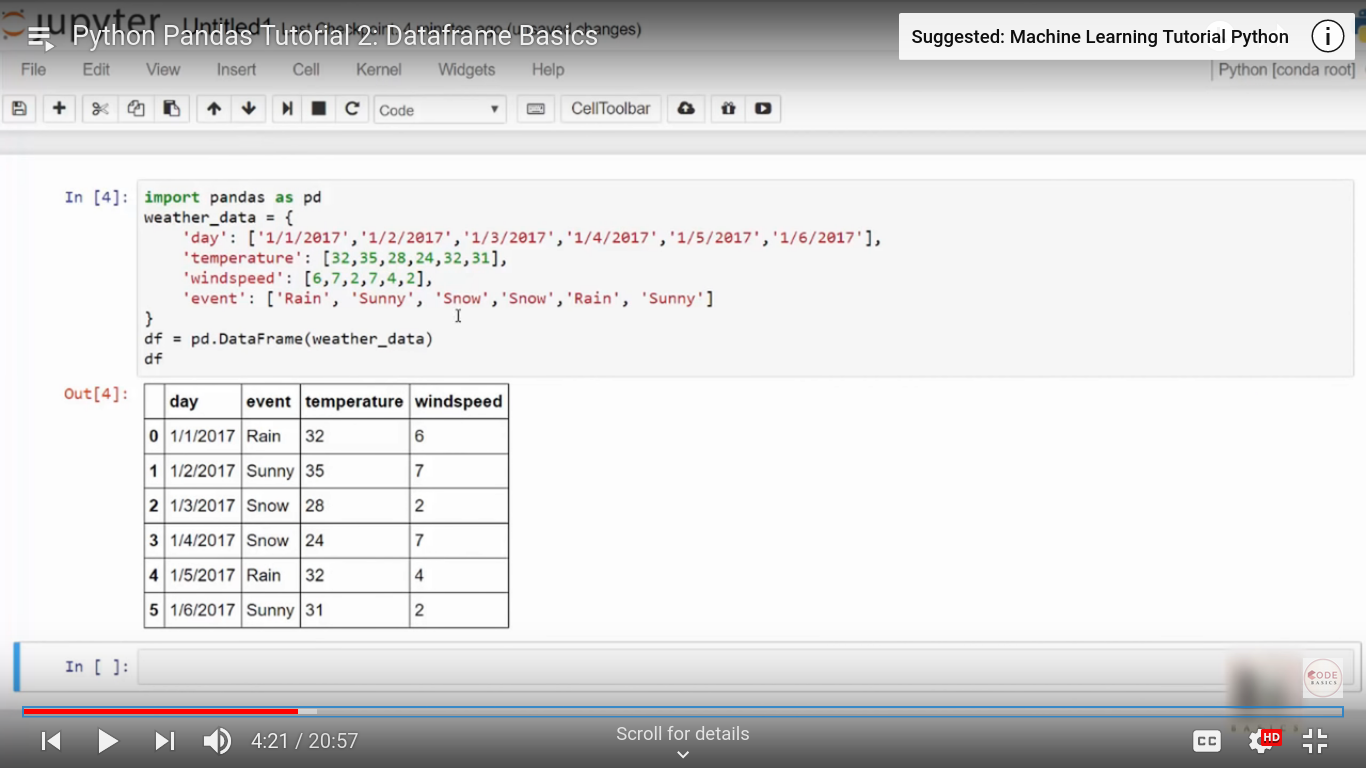 jupyter Untitled1 Last Checkpoint: 4 minutes ago (unsaved changes)
Python Pandas Tutorial 2: Dataframe Basics
Suggested: Machine Learning Tutorial Python
File Edit View Insert Cell Kernel Widgets Help Python [conda root]
Code CellToolbar
In [4]: import pandas as pd
weather_data = {
'day': ['1/1/2017','1/2/2017','1/3/2017','1/4/2017','1/5/2017','1/6/2017'],
'temperature': [32,35,28,24,32,31],
'windspeed': [6,7,2,7,4,2],
'event': ['Rain', 'Sunny', 'Snow','Snow','Rain', 'Sunny']
}
df = pd.DataFrame(weather_data)
df
Out[4]:
day event temperature windspeed
0 1/1/2017 Rain 32 6
1 1/2/2017 Sunny 35 7
2 1/3/2017 Snow 28 2
3 1/4/2017 Snow 24 7
4 1/5/2017 Rain 32 4
5 1/6/2017 Sunny 31 2
In [ ]:
CODE
BASICS
4:21 / 20:57
Scroll for details
CC
HD